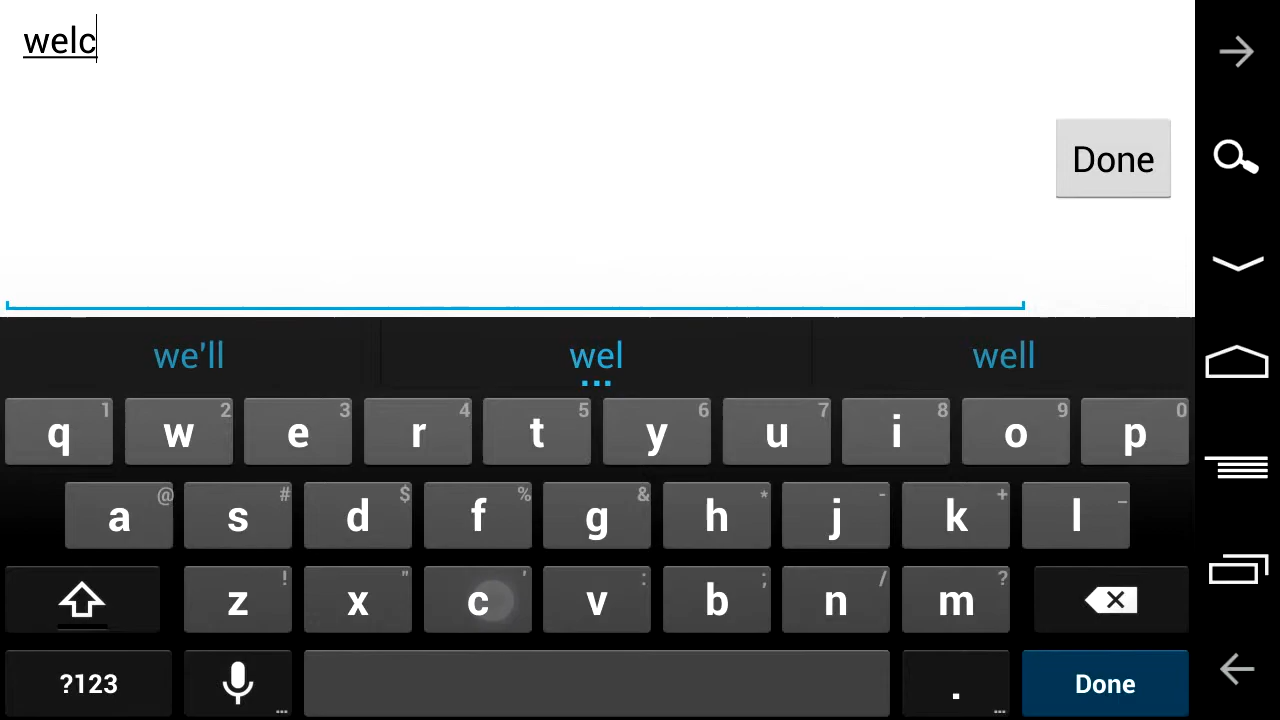 welc
Done
we'll wel well
q 1 w 2 e 3 r 4 t 5 y 6 u 7 i 8 o 9 p 0
a @ s # d $ f % g & h * j - k + l _
z ! x " c ' v : b ; n / m ?
?123 ... . ... Done